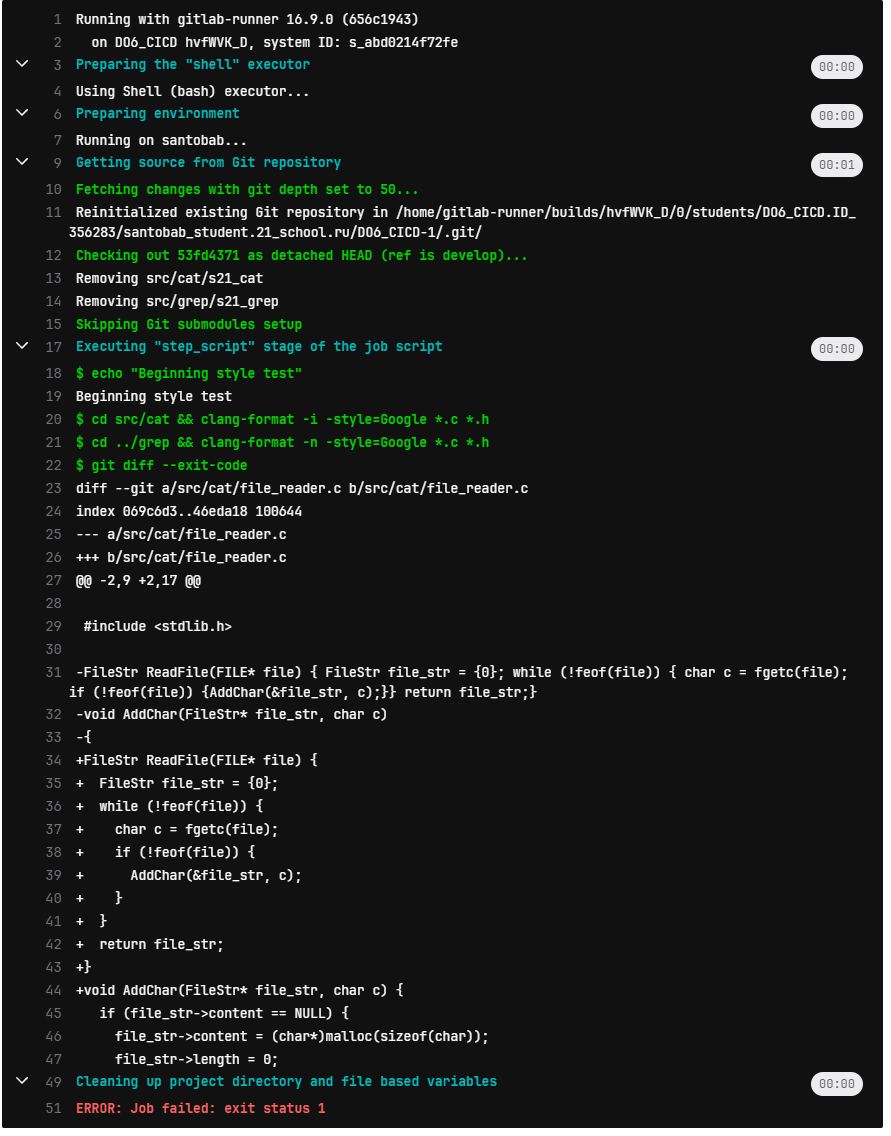 1 Running with gitlab-runner 16.9.0 (656c1943)
2 on DO6_CICD hvfWVK_D, system ID: s_abd0214f72fe
3 Preparing the "shell" executor 00:00
4 Using Shell (bash) executor...
6 Preparing environment 00:00
7 Running on santobab...
9 Getting source from Git repository 00:01
10 Fetching changes with git depth set to 50...
11 Reinitialized existing Git repository in /home/gitlab-runner/builds/hvfWVK_D/0/students/DO6_CICD.ID_
356283/santobab_student.21_school.ru/DO6_CICD-1/.git/
12 Checking out 53fd4371 as detached HEAD (ref is develop)...
13 Removing src/cat/s21_cat
14 Removing src/grep/s21_grep
15 Skipping Git submodules setup
17 Executing "step_script" stage of the job script 00:00
18 $ echo "Beginning style test"
19 Beginning style test
20 $ cd src/cat && clang-format -i -style=Google *.c *.h
21 $ cd ../grep && clang-format -n -style=Google *.c *.h
22 $ git diff --exit-code
23 diff --git a/src/cat/file_reader.c b/src/cat/file_reader.c
24 index 069c6d3..46eda18 100644
25 --- a/src/cat/file_reader.c
26 +++ b/src/cat/file_reader.c
27 @@ -2,9 +2,17 @@
28
29 #include <stdlib.h>
30
31 -FileStr ReadFile(FILE* file) { FileStr file_str = {0}; while (!feof(file)) { char c = fgetc(file);
if (!feof(file)) {AddChar(&file_str, c);}} return file_str;}
32 -void AddChar(FileStr* file_str, char c)
33 -{
34 +FileStr ReadFile(FILE* file) {
35 +  FileStr file_str = {0};
36 +  while (!feof(file)) {
37 +    char c = fgetc(file);
38 +    if (!feof(file)) {
39 +      AddChar(&file_str, c);
40 +    }
41 +  }
42 +  return file_str;
43 +}
44 +void AddChar(FileStr* file_str, char c) {
45    if (file_str->content == NULL) {
46      file_str->content = (char*)malloc(sizeof(char));
47      file_str->length = 0;
49 Cleaning up project directory and file based variables 00:00
51 ERROR: Job failed: exit status 1